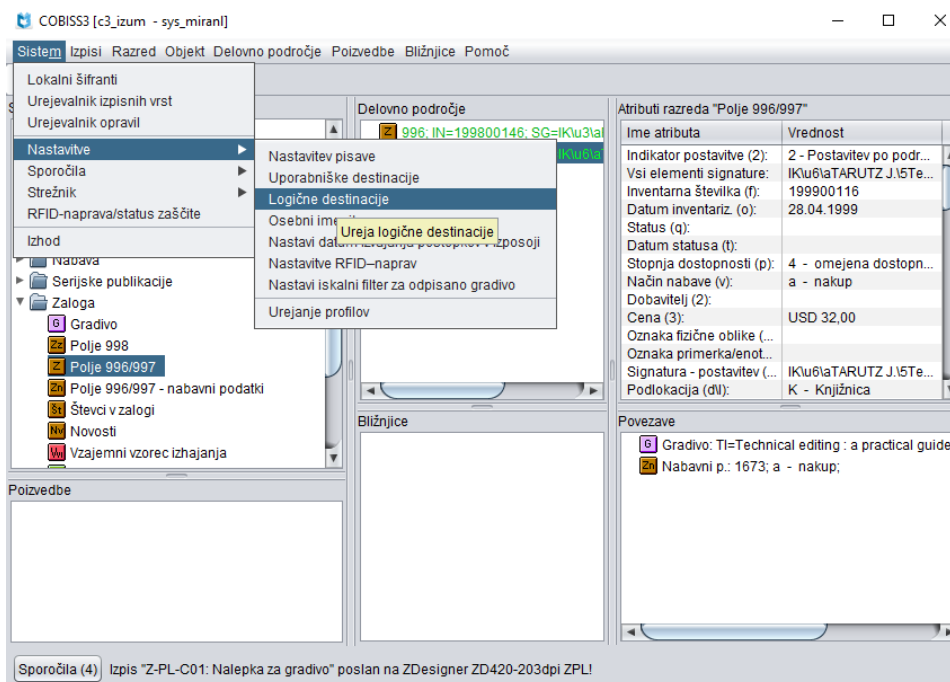 COBISS3 [c3_izum - sys_miranl]
Sistem Izpisi Razred Objekt Delovno področje Poizvedbe Bližnjice Pomoč
Lokalni šifranti
Urejevalnik izpisnih vrst
Urejevalnik opravil
Nastavitve
Sporočila
Strežnik
RFID-naprava/status zaščite
Izhod
Nastavitev pisave
Uporabniške destinacije
Logične destinacije
Osebni
Ureja logične destinacije
Nastavi izposoji
Nastavitve RFID–naprav
Nastavi iskalni filter za odpisano gradivo
Urejanje profilov
Nabava
Serijske publikacije
Zaloga
G Gradivo
Zz Polje 998
Z Polje 996/997
Zn Polje 996/997 - nabavni podatki
Št Števci v zalogi
Nv Novosti
Vzajemni vzorec izhajanja
Poizvedbe
Delovno področje
Z 996; IN=199800146; SG=IK\u3\a
IK\u6\a
Bližnjice
Atributi razreda "Polje 996/997"
Ime atributa Vrednost
Indikator postavitve (2): 2 - Postavitev po podr...
Vsi elementi signature: IK\u6\aTARUTZ J.\5Te...
Inventarna številka (f): 199900116
Datum inventariz. (o): 28.04.1999
Status (q):
Datum statusa (t):
Stopnja dostopnosti (p): 4 - omejena dostopn...
Način nabave (v): a - nakup
Dobavitelj (2):
Cena (3): USD 32,00
Oznaka fizične oblike (...
Oznaka primerka/enot...
Signatura - postavitev (... IK\u6\aTARUTZ J.\5Te...
Podlokacija (d\l): K - Knjižnica
Povezave
G Gradivo: TI=Technical editing : a practical guide
Zn Nabavni p.: 1673; a - nakup;
Sporočila (4) Izpis "Z-PL-C01: Nalepka za gradivo" poslan na ZDesigner ZD420-203dpi ZPL!